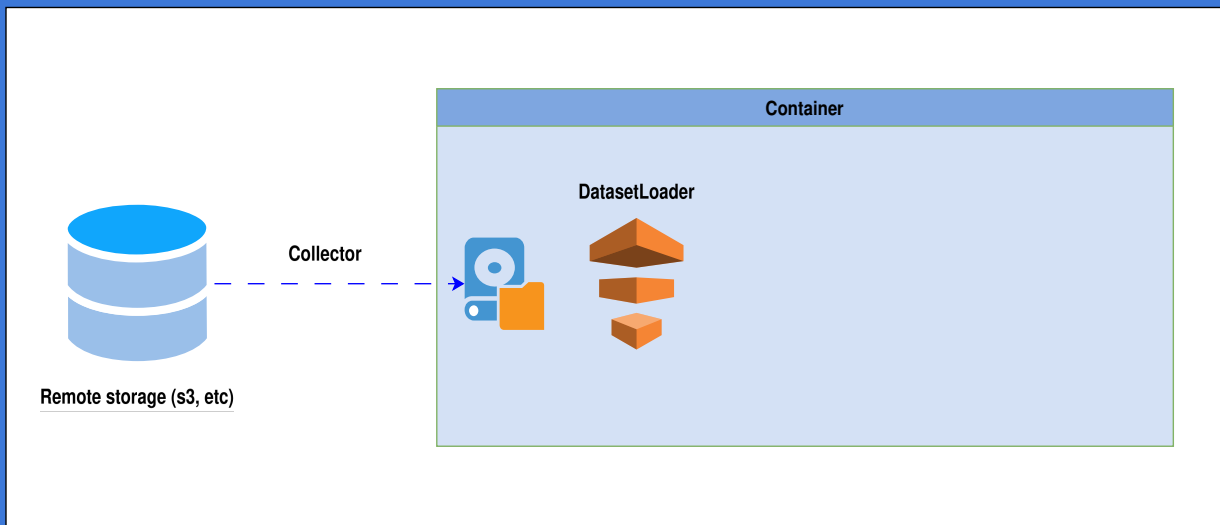 Container
DatasetLoader
Collector
Remote storage (s3, etc)